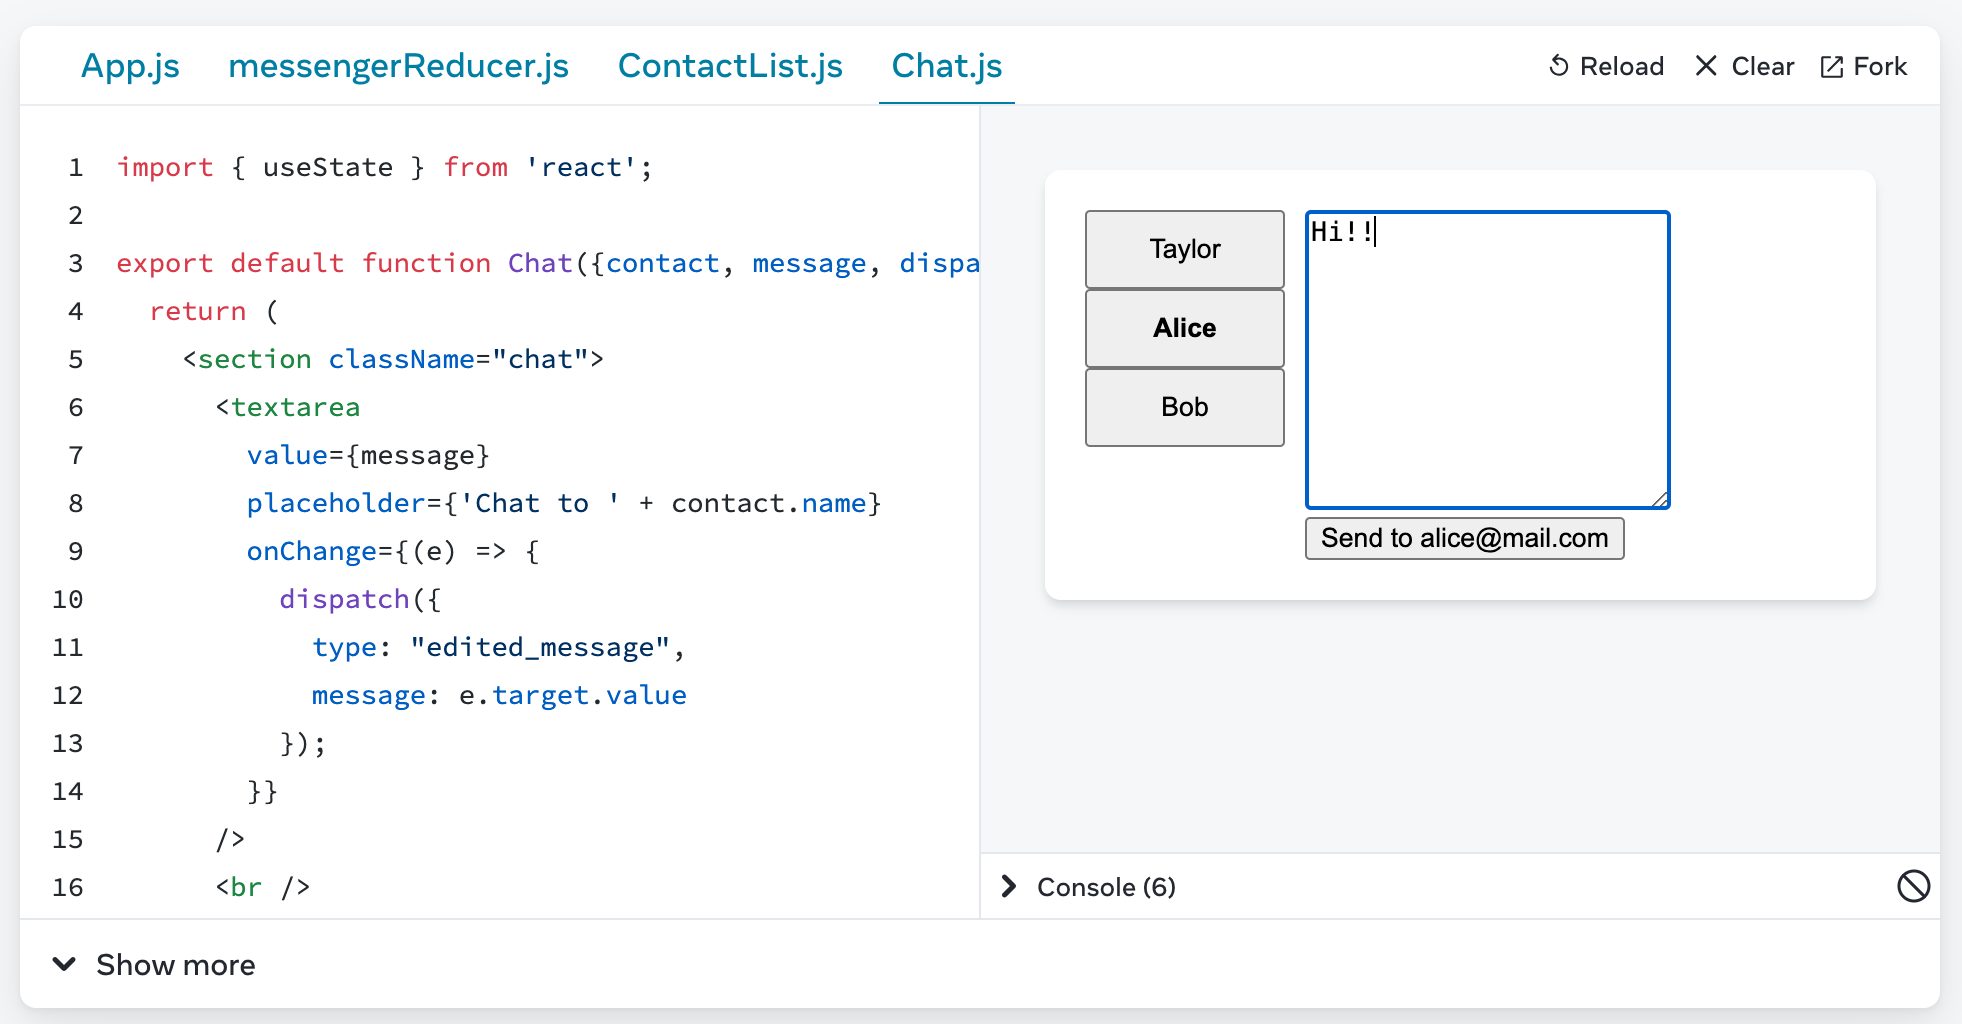 App.js messengerReducer.js ContactList.js Chat.js Reload Clear Fork
1 import { useState } from 'react';
2
3 export default function Chat({contact, message, dispa
4 return (
5 <section className="chat">
6 <textarea
7 value={message}
8 placeholder={'Chat to ' + contact.name}
9 onChange={(e) => {
10 dispatch({
11 type: "edited_message",
12 message: e.target.value
13 });
14 }}
15 />
16 <br />
Taylor
Alice
Bob
Hi!!
Send to alice@mail.com
Console (6)
Show more